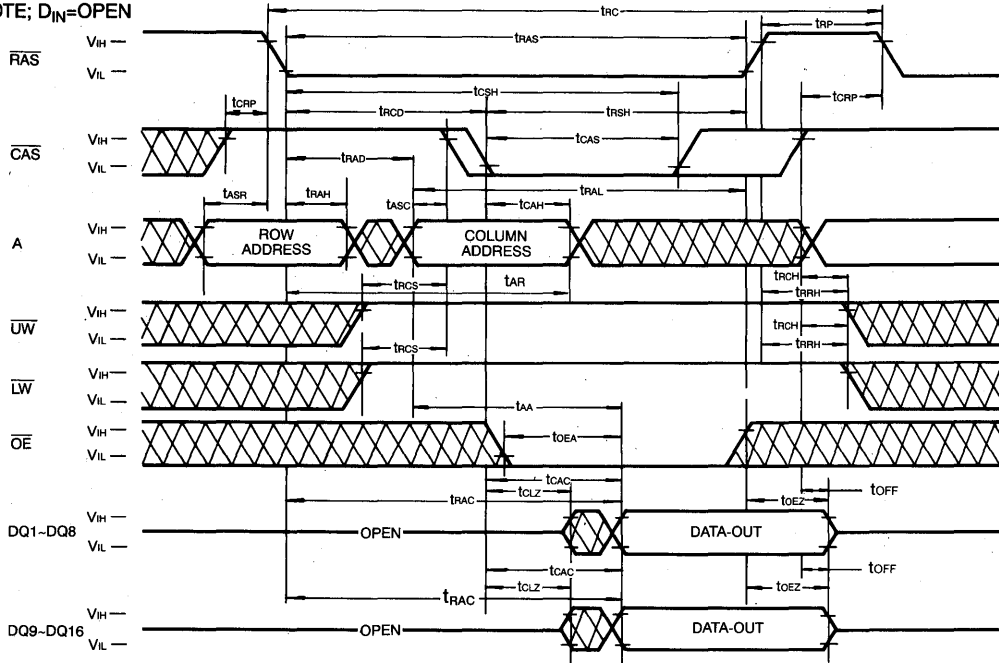 OTE; DIN=OPEN
tRC
tRP
RAS
VIH
VIL
tRAS
tCSH
tCRP
tRCD
tRSH
tCRP
CAS
VIH
VIL
tCAS
tRAD
tRAL
tASR
tRAH
tASC
tCAH
A
VIH
VIL
ROW
ADDRESS
COLUMN
ADDRESS
tRCS
tAR
tRCH
tRRH
UW
VIH
VIL
tRCS
tRCH
tRRH
LW
VIH
VIL
tAA
OE
VIH
VIL
tOEA
tCAC
tCLZ
tRAC
tOEZ
tOFF
DQ1~DQ8
VIH
VIL
OPEN
DATA-OUT
tCAC
tCLZ
tRAC
tOEZ
tOFF
DQ9~DQ16
VIH
VIL
OPEN
DATA-OUT